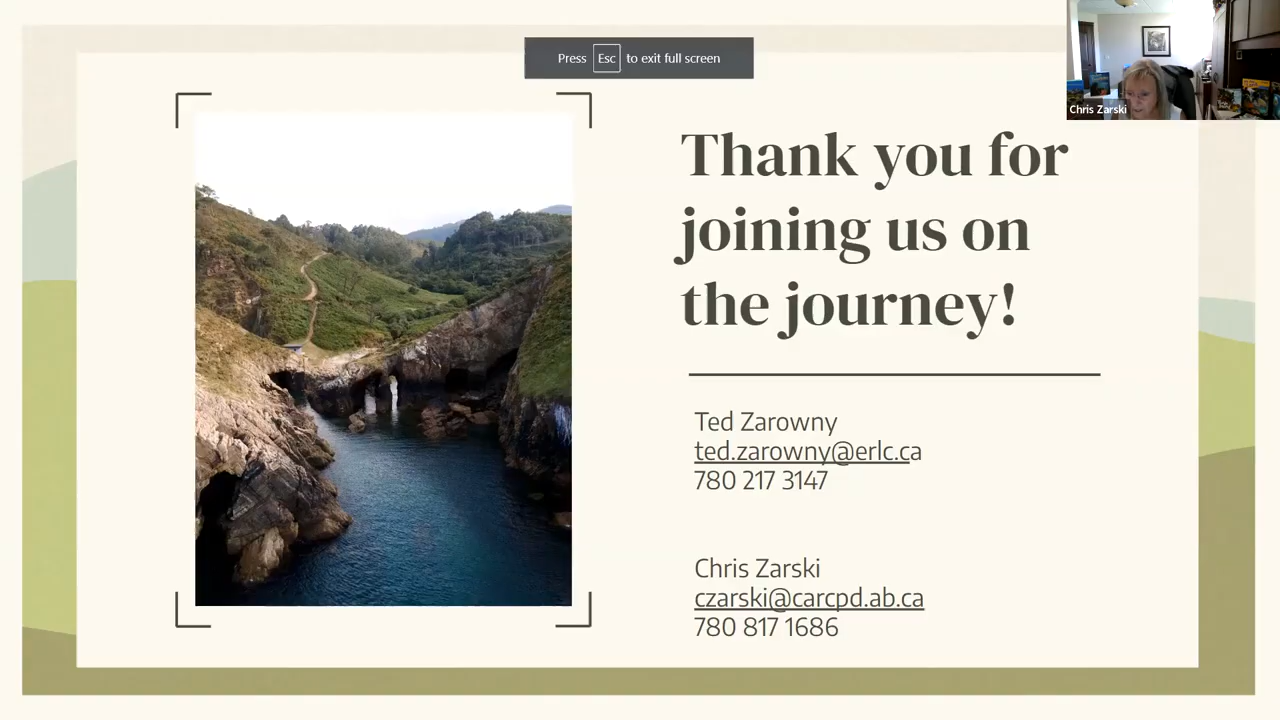 Press Esc to exit full screen
Chris Zarski
Thank you for
joining us on
the journey!
Ted Zarowny
ted.zarowny@erlc.ca
780 217 3147
Chris Zarski
czarski@carcpd.ab.ca
780 817 1686